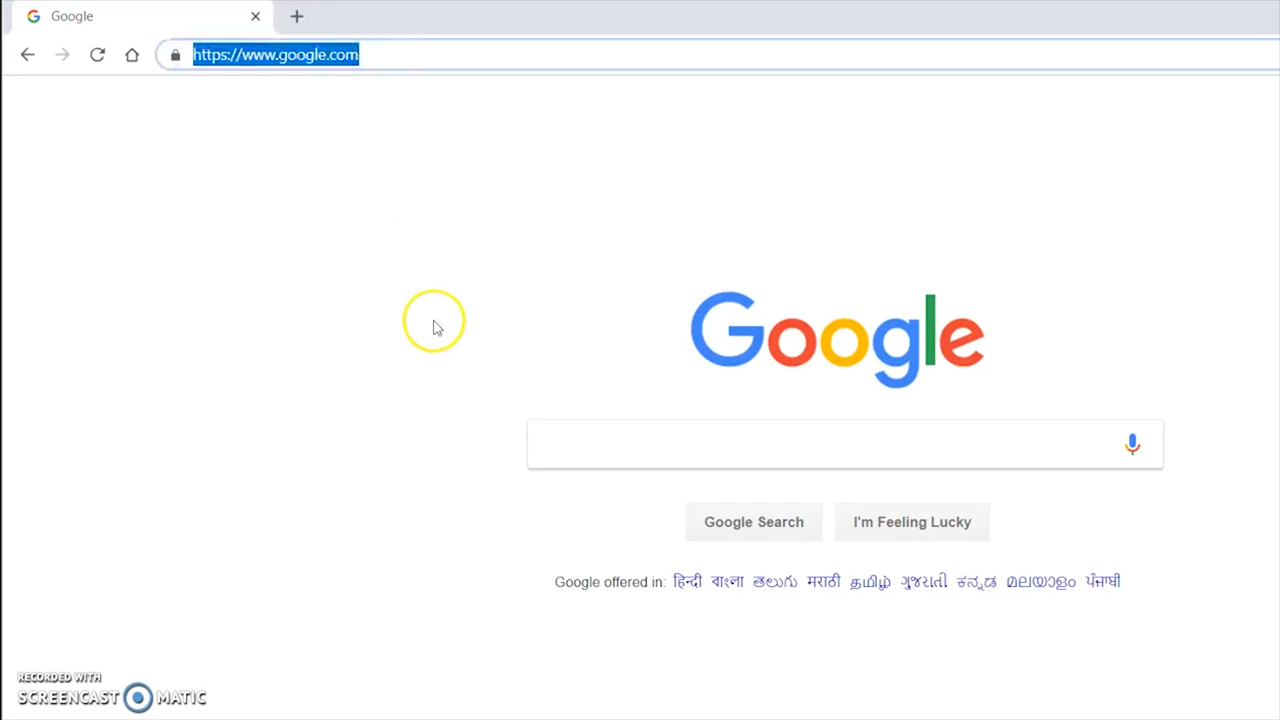 Google
https://www.google.com
Google
Google Search
I'm Feeling Lucky
Google offered in: हिन्दी বাংলা తెలుగు मराठी தமிழ் ગુજરાતી ಕನ್ನಡ മലയാളം ਪੰਜਾਬੀ
RECORDED WITH
SCREENCAST MATIC